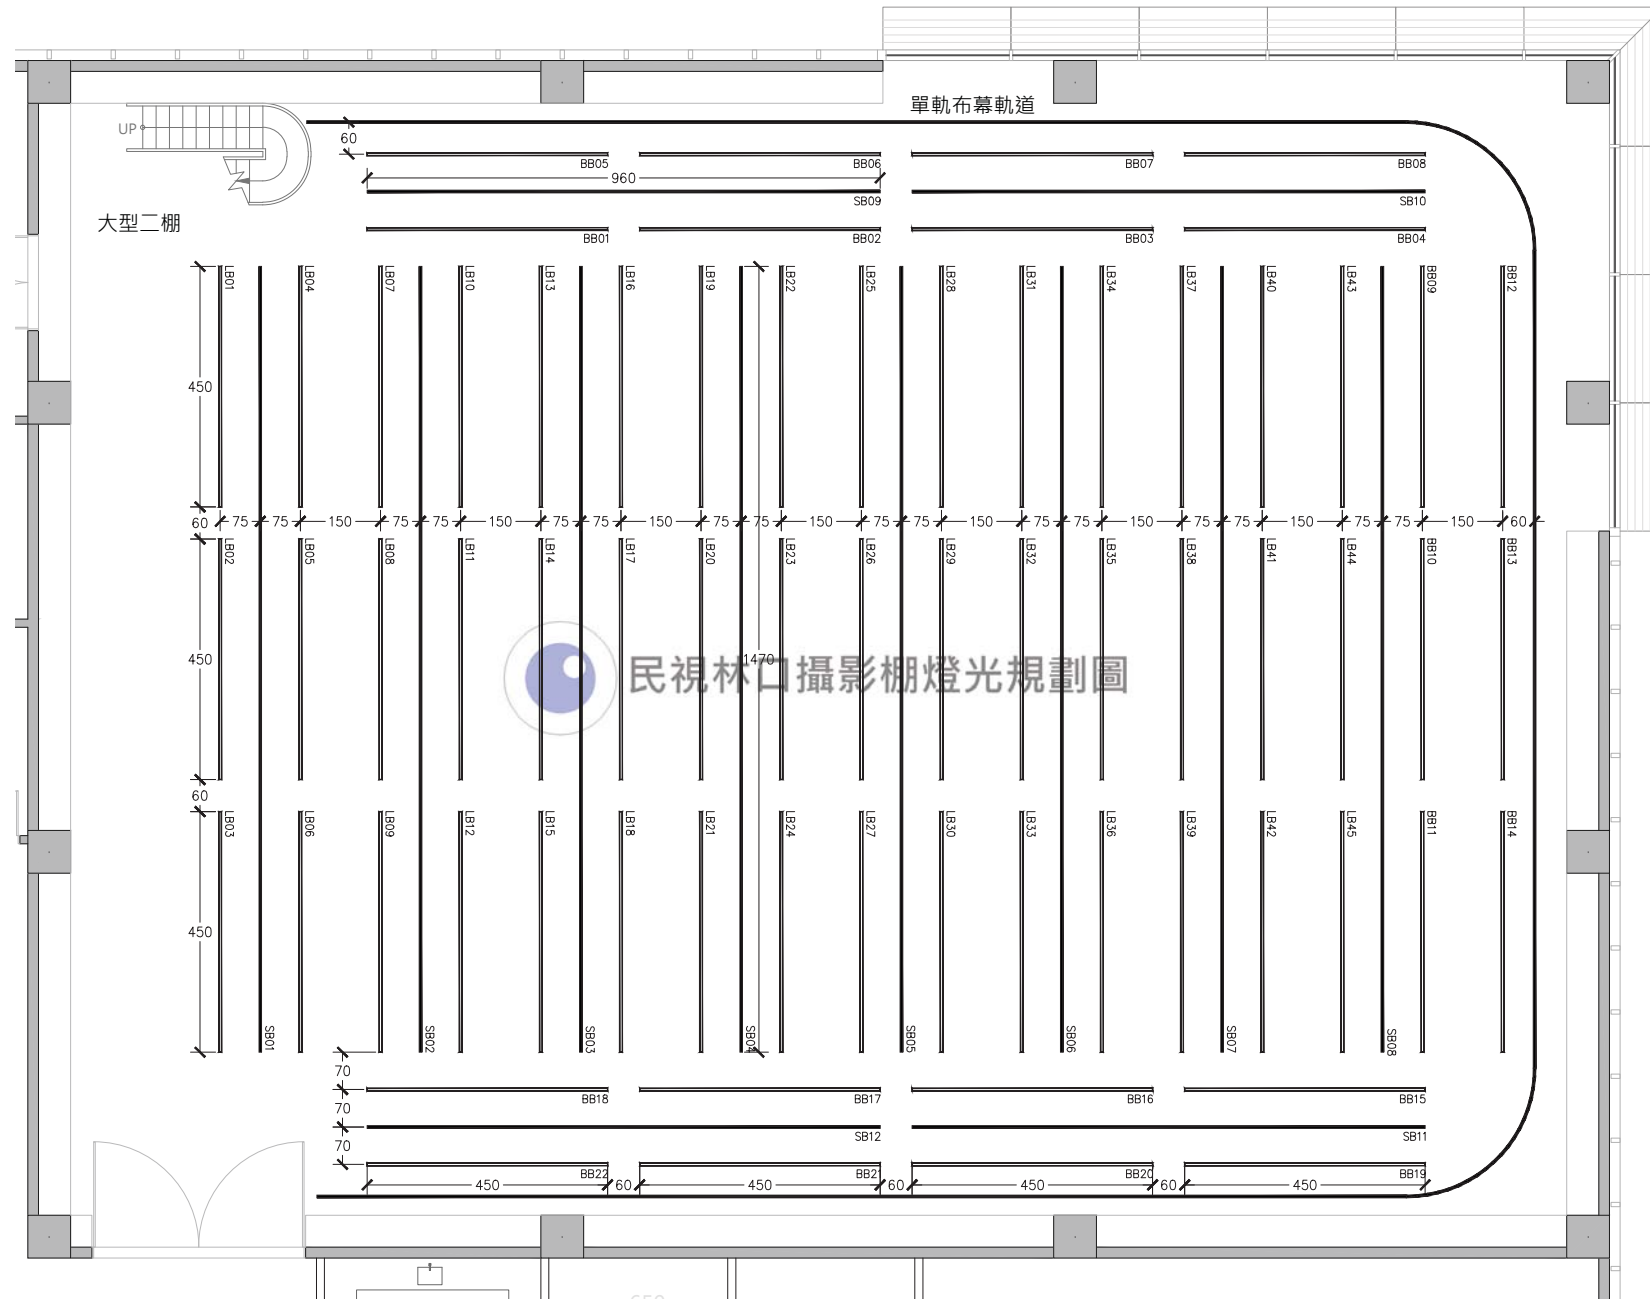 單軌布幕軌道
UP
60
BB05 BB06 BB07 BB08
960
SB09 SB10
大型二棚
BB01 BB02 BB03 BB04
LB01 LB04 LB07 LB10 LB13 LB16 LB19 LB22 LB25 LB28 LB31 LB34 LB37 LB40 LB43 BB09 BB12
450
60 75 75 150 75 75 150 75 75 150 75 75 150 75 75 150 75 75 150 75 75 150 75 75 150 60
LB02 LB05 LB08 LB11 LB14 LB17 LB20 LB23 LB26 LB29 LB32 LB35 LB38 LB41 LB44 BB10 BB13
450
1470
民視林口攝影棚燈光規劃圖
60
LB03 LB06 LB09 LB12 LB15 LB18 LB21 LB24 LB27 LB30 LB33 LB36 LB39 LB42 LB45 BB11 BB14
450
SB01 SB02 SB03 SB04 SB05 SB06 SB07 SB08
70
BB18 BB17 BB16 BB15
70
SB12 SB11
70
BB22 BB21 BB20 BB19
450 60 450 60 450 60 450
650